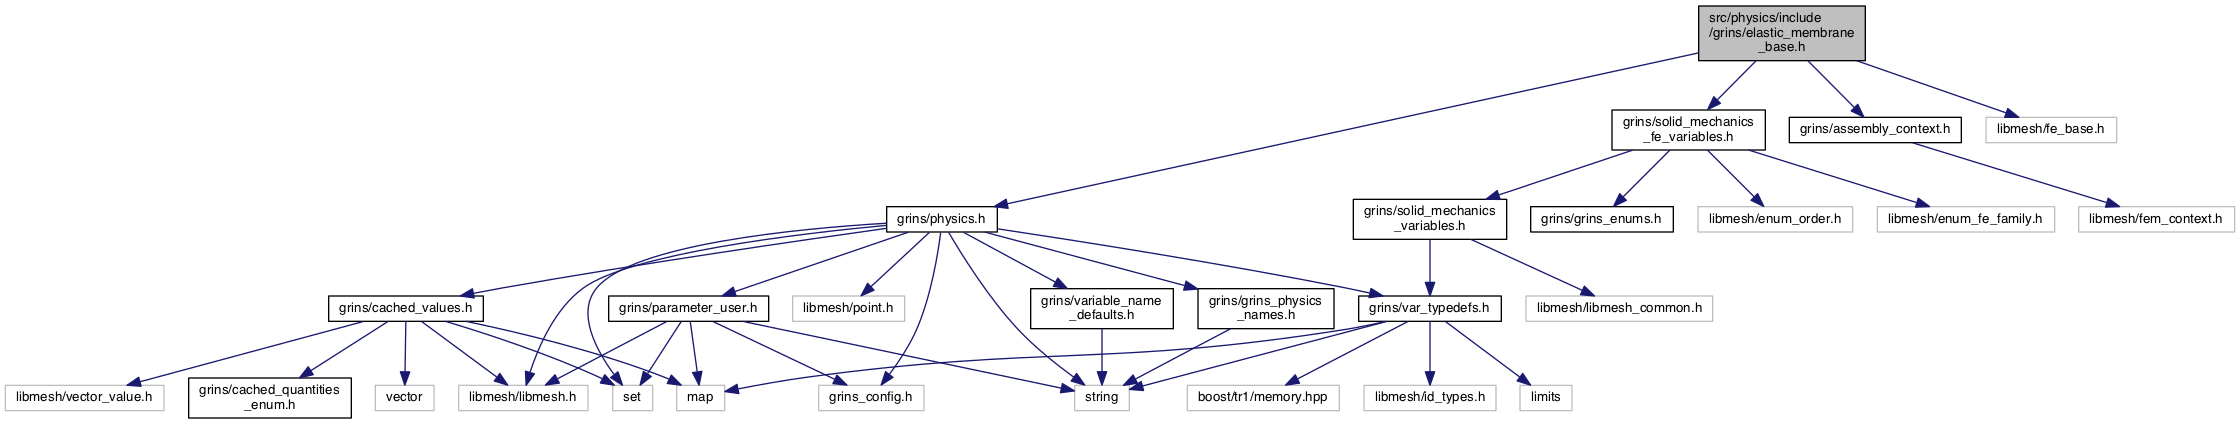 src/physics/include
/grins/elastic_membrane
_base.h
grins/solid_mechanics
_fe_variables.h
grins/assembly_context.h
libmesh/fe_base.h
grins/physics.h
grins/solid_mechanics
_variables.h
grins/grins_enums.h
libmesh/enum_order.h
libmesh/enum_fe_family.h
libmesh/fem_context.h
grins/cached_values.h
grins/parameter_user.h
libmesh/point.h
grins/variable_name
_defaults.h
grins/grins_physics
_names.h
grins/var_typedefs.h
libmesh/libmesh_common.h
libmesh/vector_value.h
grins/cached_quantities
_enum.h
vector
libmesh/libmesh.h
set
map
grins_config.h
string
boost/tr1/memory.hpp
libmesh/id_types.h
limits